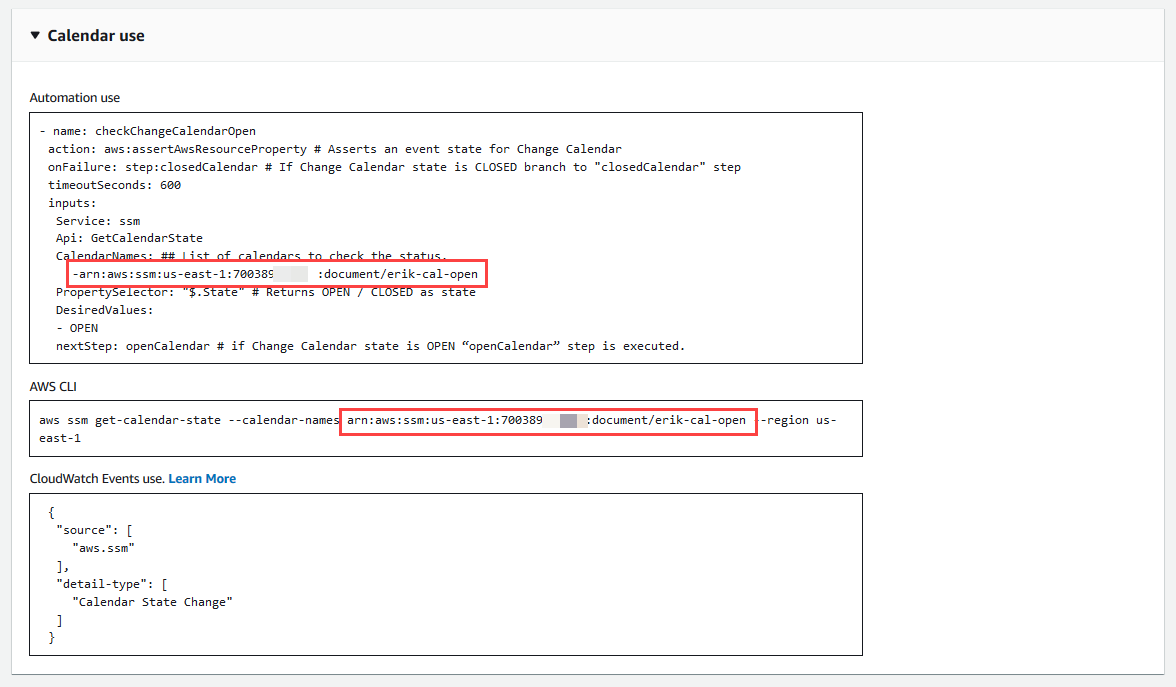 ▼ Calendar use
Automation use
- name: checkChangeCalendarOpen
action: aws:assertAwsResourceProperty # Asserts an event state for Change Calendar
onFailure: step:closedCalendar # If Change Calendar state is CLOSED branch to "closedCalendar" step
timeoutSeconds: 600
inputs:
Service: ssm
Api: GetCalendarState
CalendarNames: ## List of calendars to check the status.
-arn:aws:ssm:us-east-1:700389 :document/erik-cal-open
PropertySelector: "$.State" # Returns OPEN / CLOSED as state
DesiredValues:
- OPEN
nextStep: openCalendar # if Change Calendar state is OPEN “openCalendar” step is executed.
AWS CLI
aws ssm get-calendar-state --calendar-names arn:aws:ssm:us-east-1:700389 :document/erik-cal-open --region us-
east-1
CloudWatch Events use. Learn More
{
"source": [
"aws.ssm"
],
"detail-type": [
"Calendar State Change"
]
}